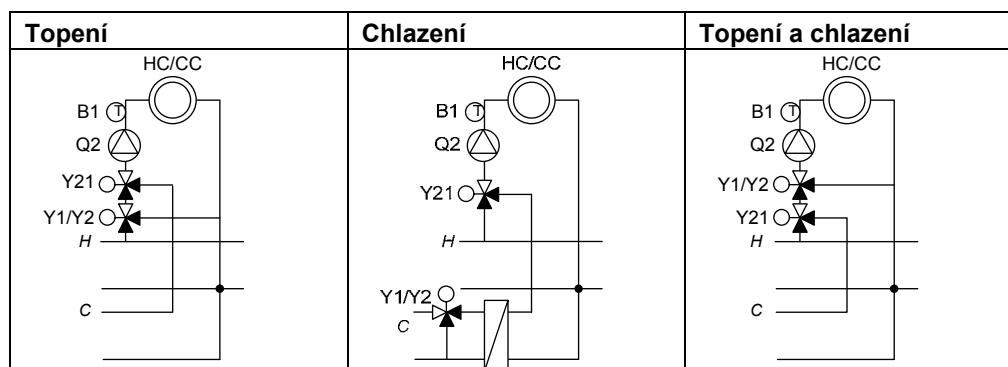 Topení
HC/CC
B1 T
Q2
Y21
Y1/Y2
H
C
Chlazení
HC/CC
B1 T
Q2
Y21
H
Y1/Y2
C
Topení a chlazení
HC/CC
B1 T
Q2
Y1/Y2
Y21
H
C